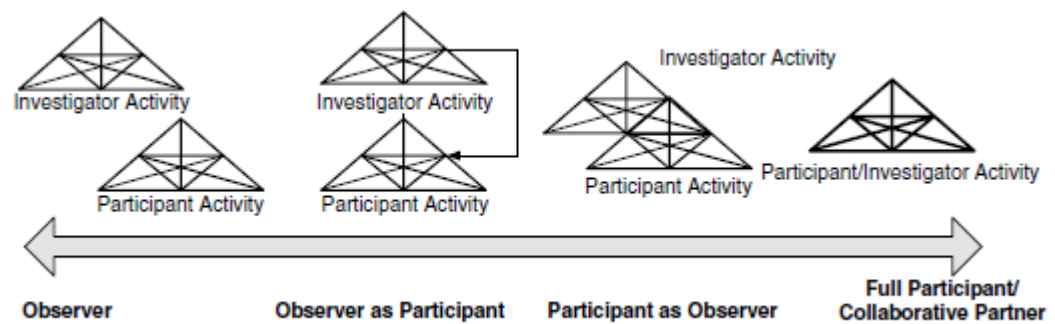 Investigator Activity
Participant Activity
Investigator Activity
Participant Activity
Investigator Activity
Participant Activity
Participant/Investigator Activity
Observer
Observer as Participant
Participant as Observer
Full Participant/
Collaborative Partner